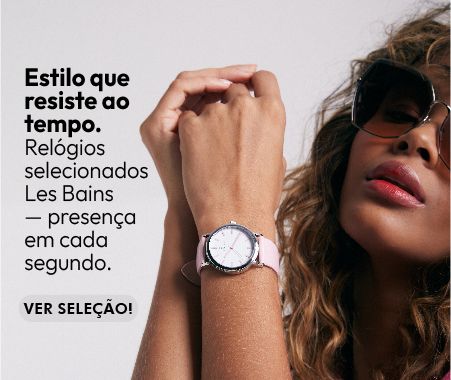 Estilo que
resiste ao
tempo.
Relógios
selecionados
Les Bains
— presença
em cada
segundo.
VER SELEÇÃO!